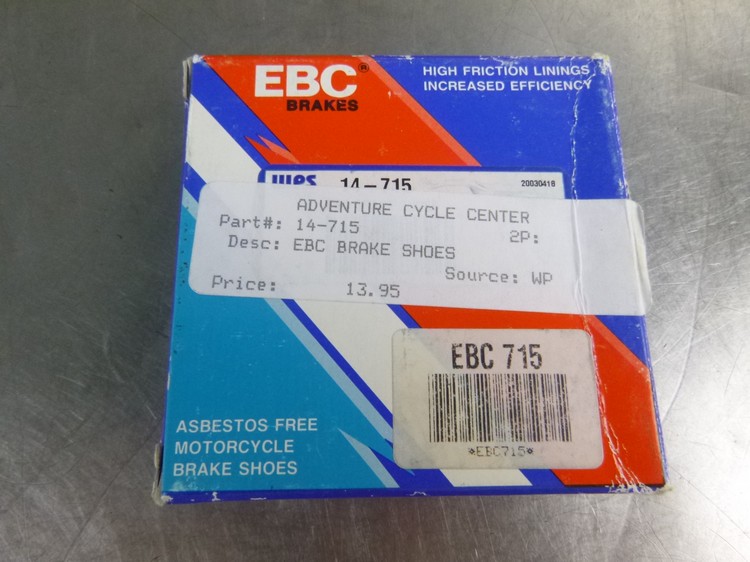 EBC®
BRAKES
HIGH FRICTION LININGS
INCREASED EFFICIENCY
WPS 14-715 20030418
ADVENTURE CYCLE CENTER
Part#: 14-715 2P:
Desc: EBC BRAKE SHOES
Source: WP
Price: 13.95
EBC 715
*EBC715*
ASBESTOS FREE
MOTORCYCLE
BRAKE SHOES